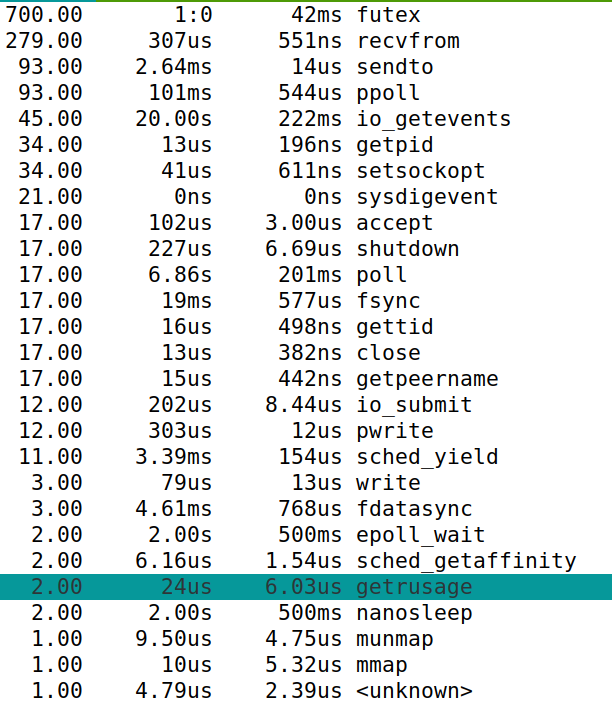 700.00 1:0 42ms futex
279.00 307us 551ns recvfrom
93.00 2.64ms 14us sendto
93.00 101ms 544us ppoll
45.00 20.00s 222ms io_getevents
34.00 13us 196ns getpid
34.00 41us 611ns setsockopt
21.00 0ns 0ns sysdigevent
17.00 102us 3.00us accept
17.00 227us 6.69us shutdown
17.00 6.86s 201ms poll
17.00 19ms 577us fsync
17.00 16us 498ns gettid
17.00 13us 382ns close
17.00 15us 442ns getpeername
12.00 202us 8.44us io_submit
12.00 303us 12us pwrite
11.00 3.39ms 154us sched_yield
3.00 79us 13us write
3.00 4.61ms 768us fdatasync
2.00 2.00s 500ms epoll_wait
2.00 6.16us 1.54us sched_getaffinity
2.00 24us 6.03us getrusage
2.00 2.00s 500ms nanosleep
1.00 9.50us 4.75us munmap
1.00 10us 5.32us mmap
1.00 4.79us 2.39us <unknown>